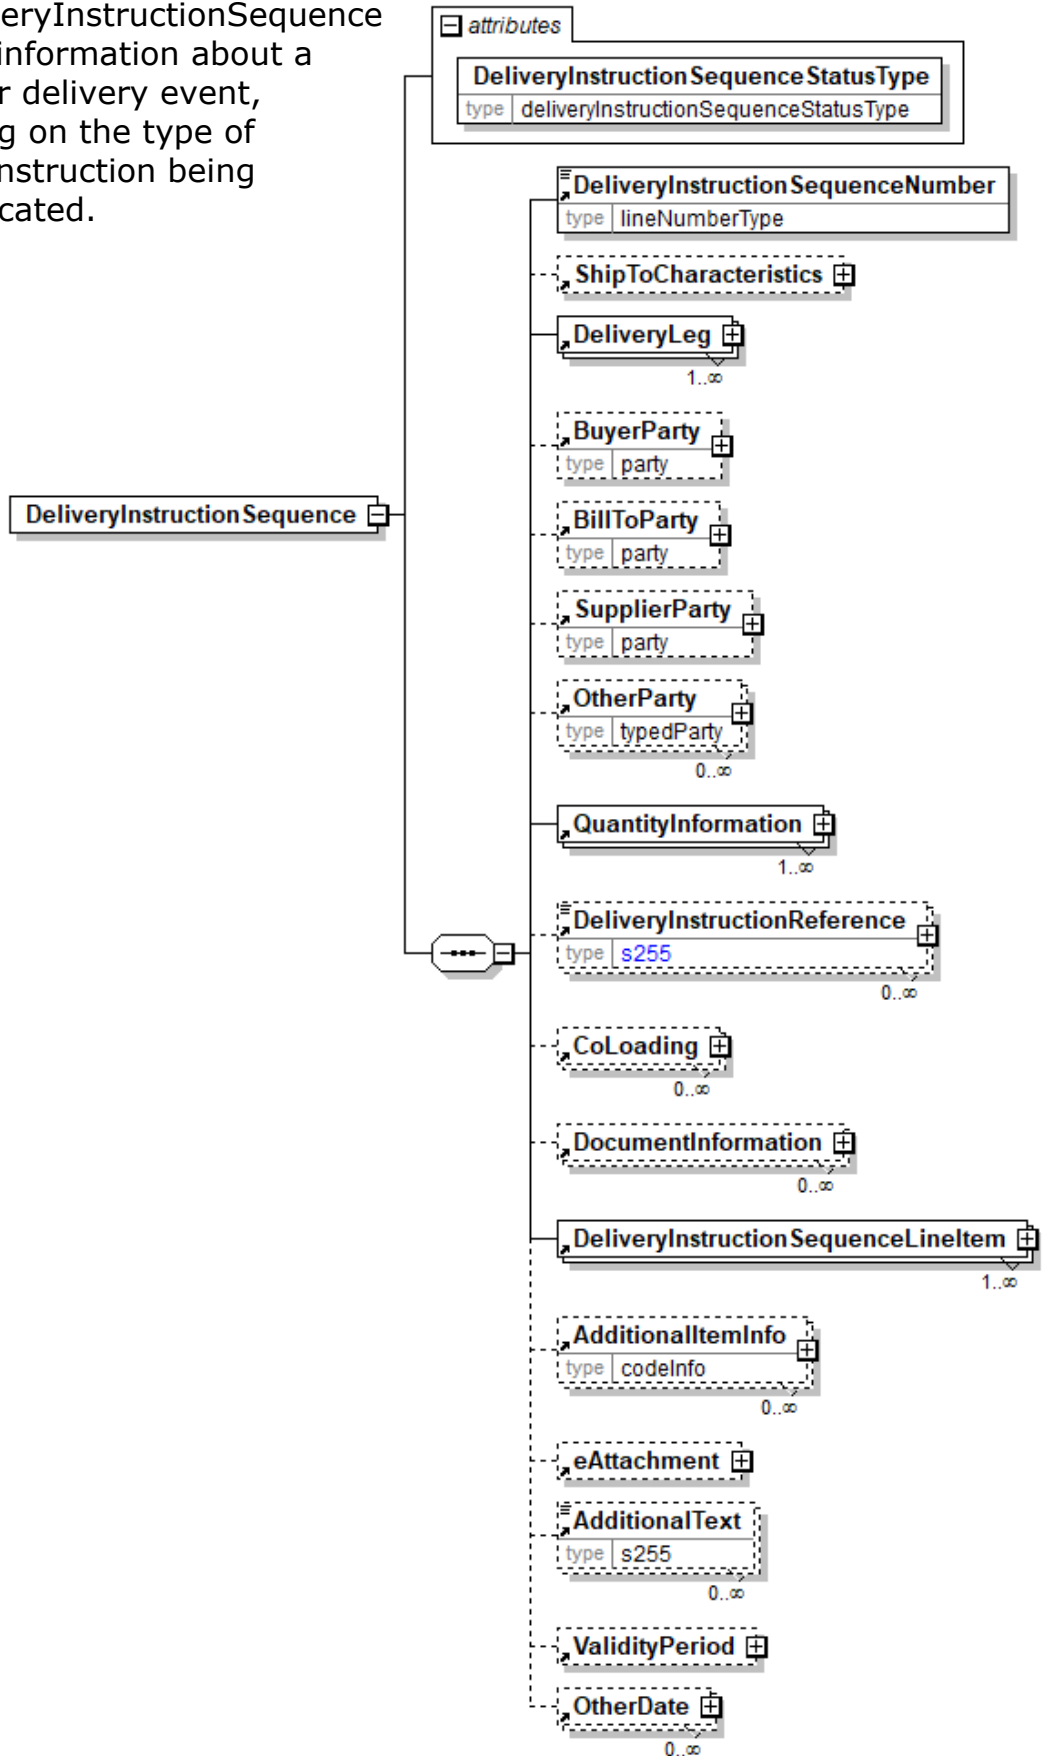 eryInstructionSequence
information about a
r delivery event,
g on the type of
nstruction being
cated.
attributes
DeliveryInstructionSequenceStatusType
type deliveryInstructionSequenceStatusType
DeliveryInstructionSequenceNumber
type lineNumberType
ShipToCharacteristics
DeliveryLeg
1..∞
BuyerParty
type party
DeliveryInstructionSequence
BillToParty
type party
SupplierParty
type party
OtherParty
type typedParty
0..∞
QuantityInformation
1..∞
DeliveryInstructionReference
type s255
0..∞
CoLoading
0..∞
DocumentInformation
0..∞
DeliveryInstructionSequenceLineItem
1..∞
AdditionalItemInfo
type codeInfo
0..∞
eAttachment
AdditionalText
type s255
0..∞
ValidityPeriod
OtherDate
0..∞